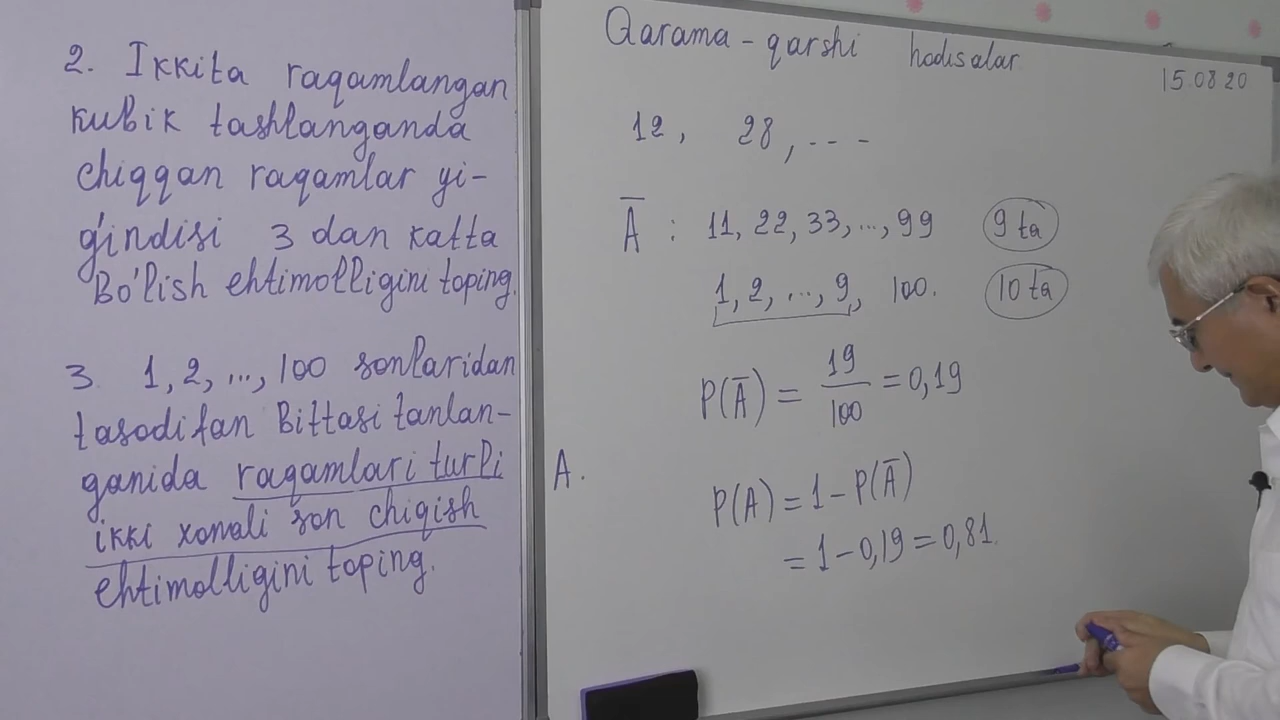 2. Ikkita raqamlangan
kubik tashlanganda
chiqqan raqamlar yi-
g'indisi 3 dan katta
Bo'lish ehtimolligini toping.
3. 1, 2, ..., 100 sonlaridan
tasodifan Bittasi tanlan-
ganida raqamlari turli
ikki xonali son chiqish
ehtimolligini toping.
Qarama-qarshi hodisalar
15.08 20
12, 28, ---
A̅ : 11, 22, 33, ..., 99 9 ta
1, 2, ..., 9, 100. 10 ta
P(A̅) = 19/100 = 0,19
A.
P(A) = 1 - P(A̅)
= 1 - 0,19 = 0,81.